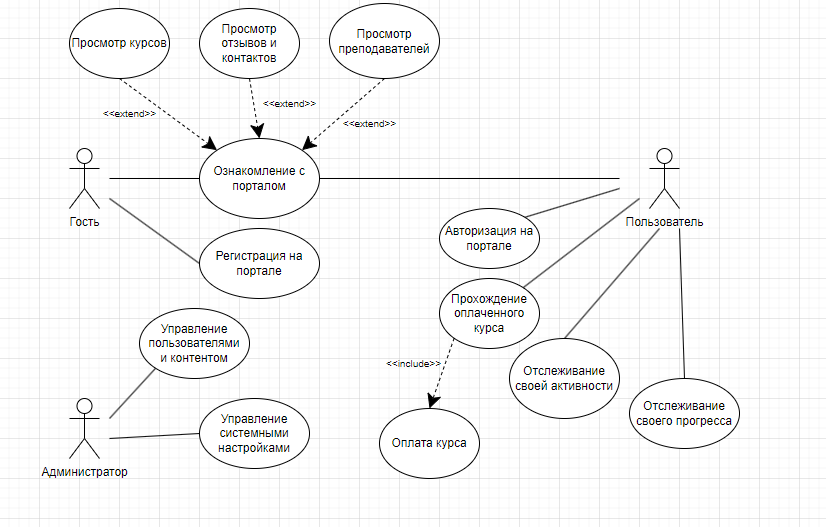 Просмотр курсов
Просмотр
отзывов и
контактов
Просмотр
преподавателей
<<extend>>
<<extend>>
<<extend>>
Ознакомление с
порталом
Гость
Пользователь
Регистрация на
портале
Авторизация на
портале
Прохождение
оплаченного
курса
Управление
пользователями
и контентом
<<include>>
Отслеживание
своей активности
Отслеживание
своего прогресса
Управление
системными
настройками
Оплата курса
Администратор